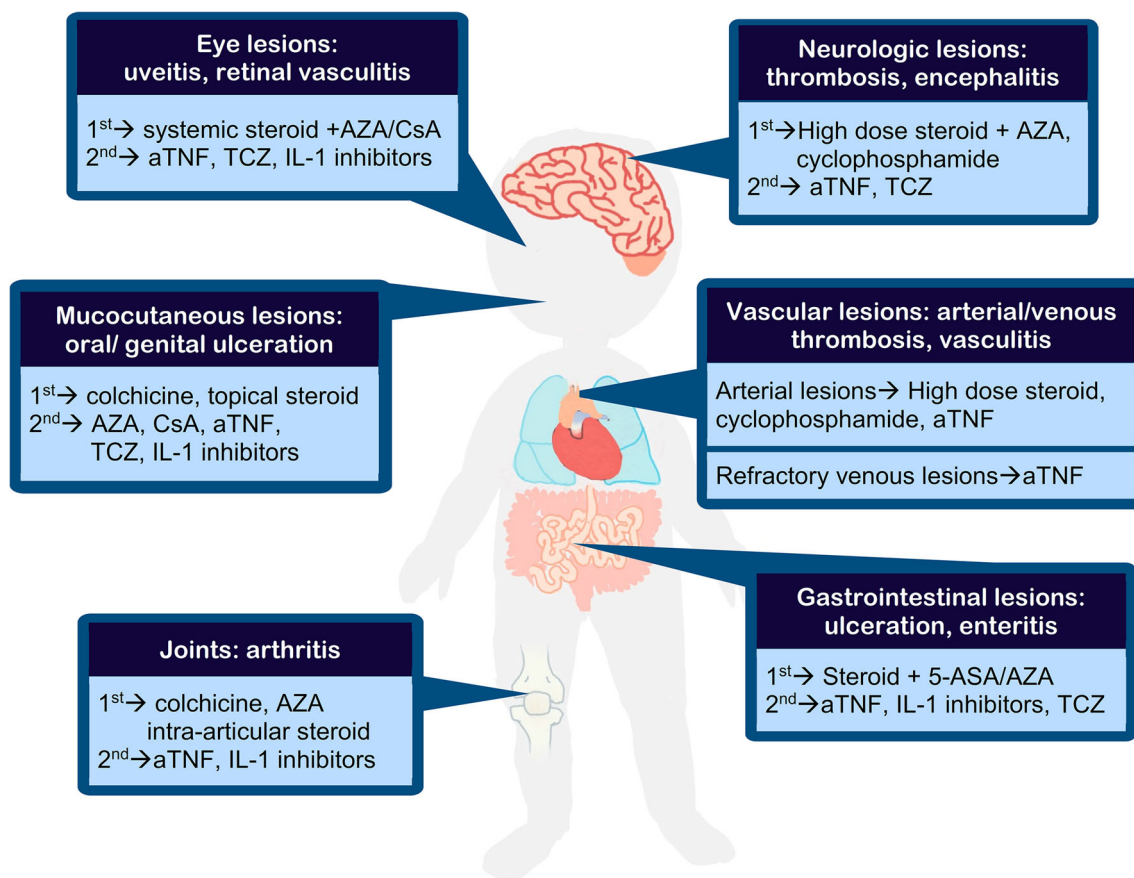 Eye lesions:
uveitis, retinal vasculitis
1st→ systemic steroid +AZA/CsA
2nd→ aTNF, TCZ, IL-1 inhibitors
Neurologic lesions:
thrombosis, encephalitis
1st→High dose steroid + AZA,
cyclophosphamide
2nd→ aTNF, TCZ
Mucocutaneous lesions:
oral/ genital ulceration
1st→ colchicine, topical steroid
2nd→ AZA, CsA, aTNF,
TCZ, IL-1 inhibitors
Vascular lesions: arterial/venous
thrombosis, vasculitis
Arterial lesions→ High dose steroid,
cyclophosphamide, aTNF
Refractory venous lesions→aTNF
Gastrointestinal lesions:
ulceration, enteritis
1st→ Steroid + 5-ASA/AZA
2nd→aTNF, IL-1 inhibitors, TCZ
Joints: arthritis
1st→ colchicine, AZA
intra-articular steroid
2nd→aTNF, IL-1 inhibitors